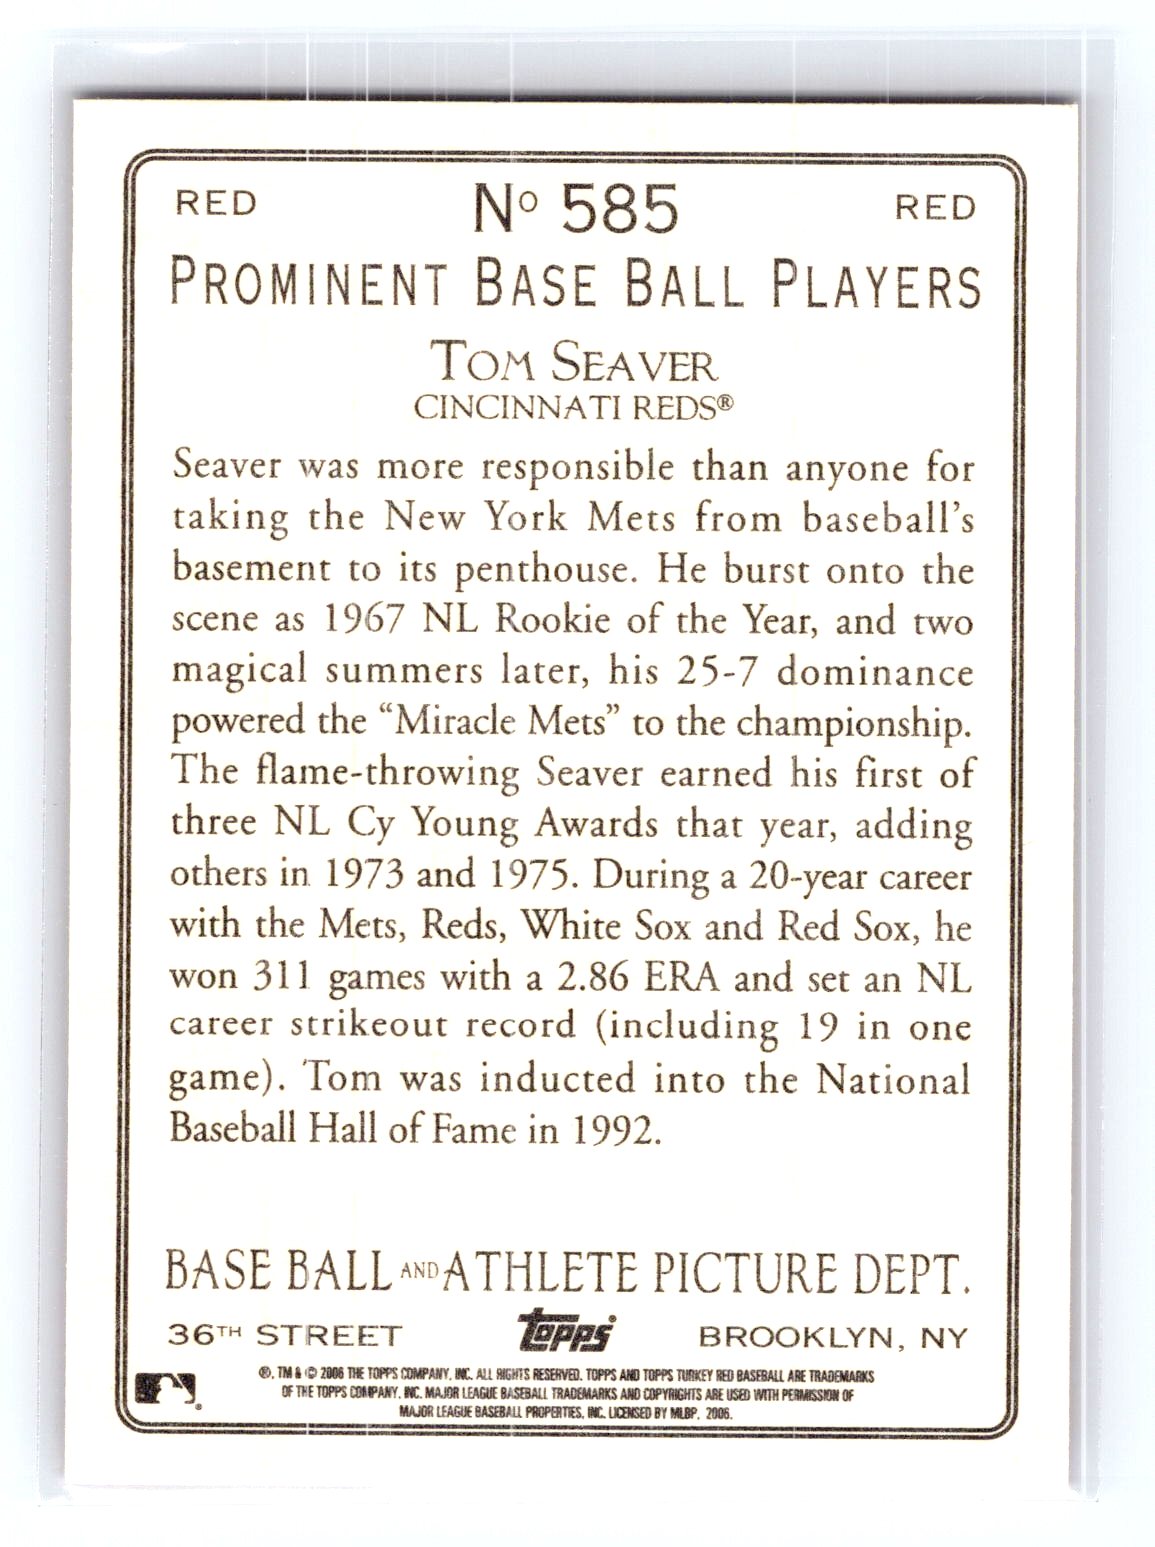 RED Nº 585 RED
PROMINENT BASE BALL PLAYERS
TOM SEAVER
CINCINNATI REDS®
Seaver was more responsible than anyone for
taking the New York Mets from baseball's
basement to its penthouse. He burst onto the
scene as 1967 NL Rookie of the Year, and two
magical summers later, his 25-7 dominance
powered the “Miracle Mets” to the championship.
The flame-throwing Seaver earned his first of
three NL Cy Young Awards that year, adding
others in 1973 and 1975. During a 20-year career
with the Mets, Reds, White Sox and Red Sox, he
won 311 games with a 2.86 ERA and set an NL
career strikeout record (including 19 in one
game). Tom was inducted into the National
Baseball Hall of Fame in 1992.
BASE BALL AND ATHLETE PICTURE DEPT.
36TH STREET topps BROOKLYN, NY
®, TM & © 2006 THE TOPPS COMPANY, INC. ALL RIGHTS RESERVED. TOPPS AND TOPPS TURKEY RED BASEBALL ARE TRADEMARKS
OF THE TOPPS COMPANY, INC. MAJOR LEAGUE BASEBALL TRADEMARKS AND COPYRIGHTS ARE USED WITH PERMISSION OF
MAJOR LEAGUE BASEBALL PROPERTIES, INC. LICENSED BY MLBP, 2006.